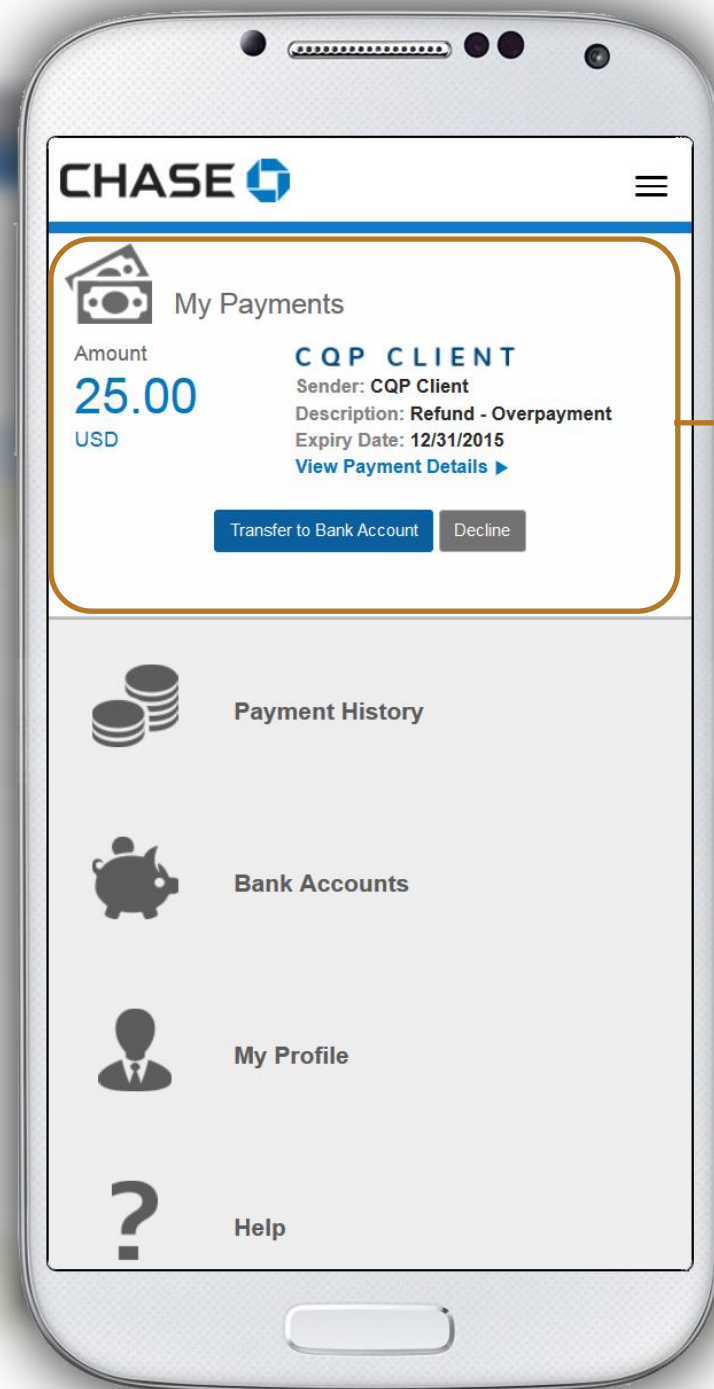 CHASE
My Payments
Amount
25.00
USD
CQP CLIENT
Sender: CQP Client
Description: Refund - Overpayment
Expiry Date: 12/31/2015
View Payment Details ▶
Transfer to Bank Account
Decline
Payment History
Bank Accounts
My Profile
?
Help